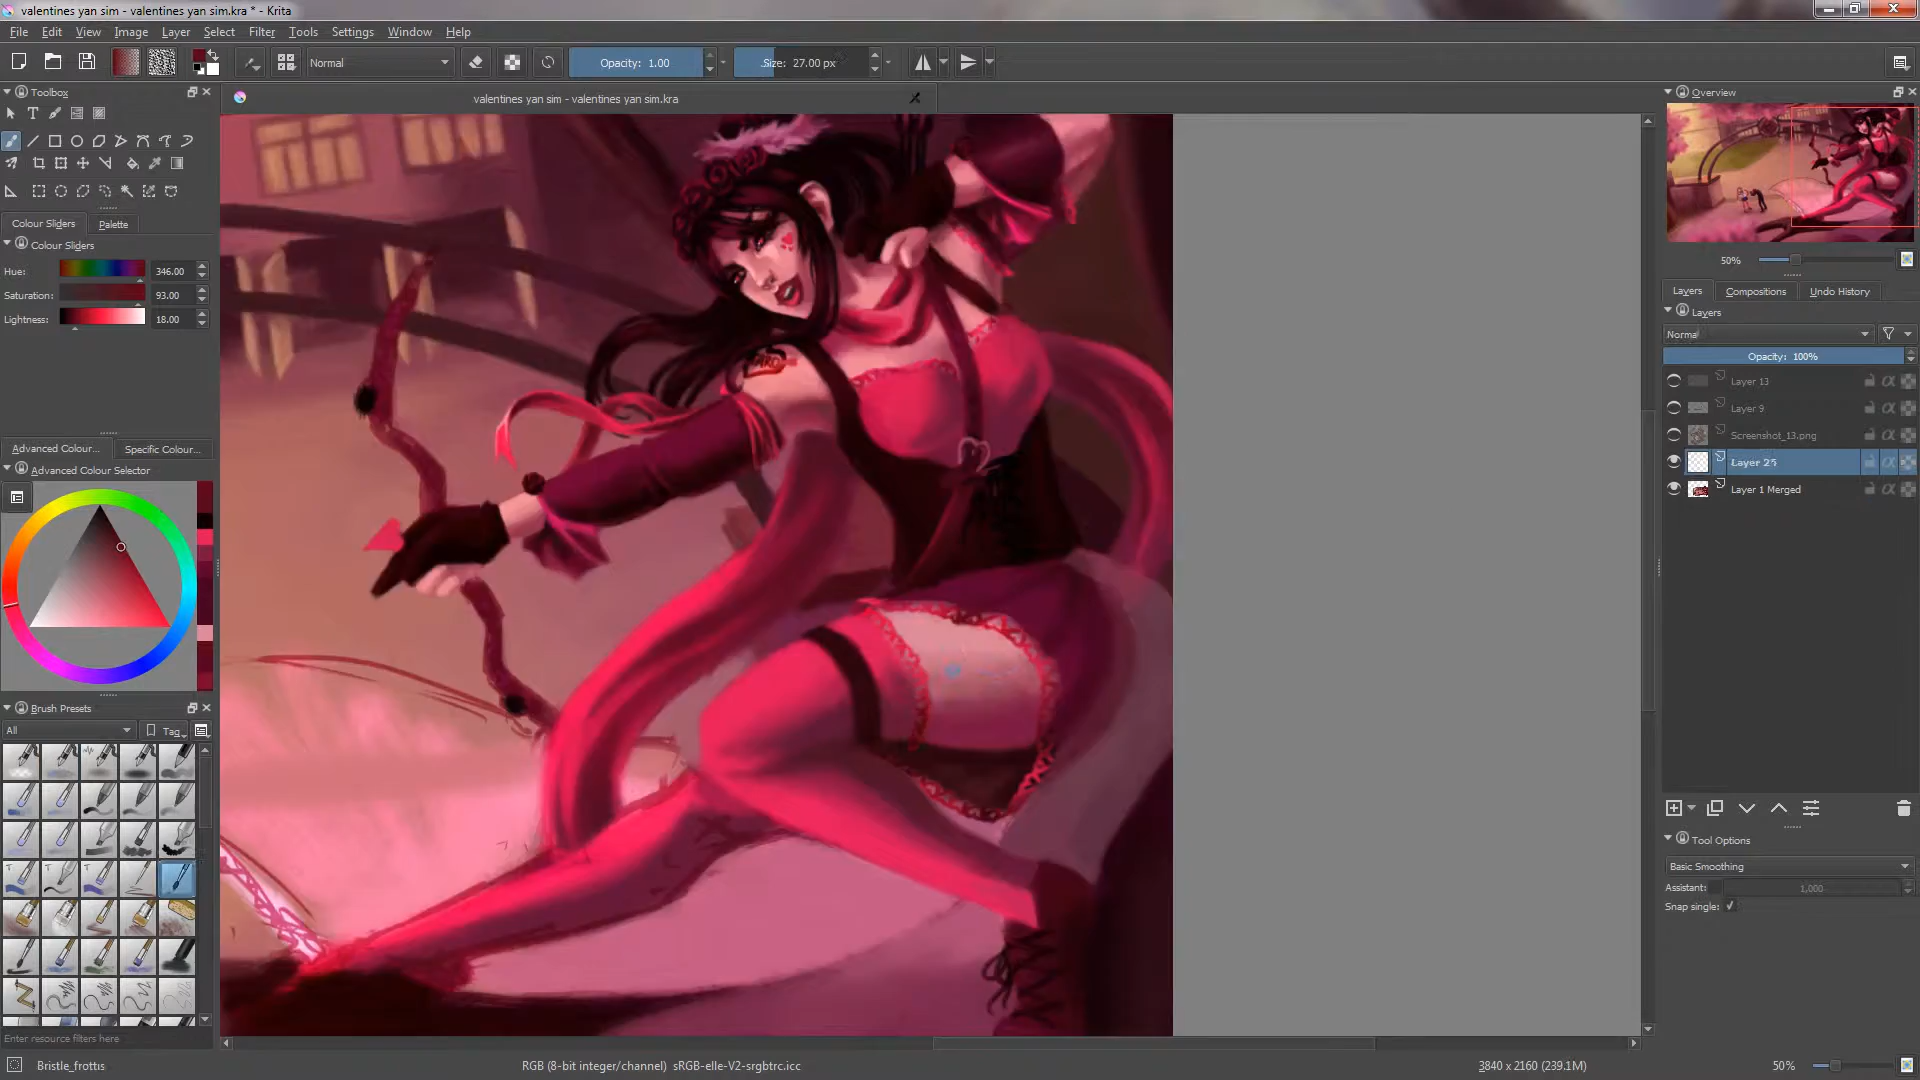 valentines yan sim - valentines yan sim.kra * - Krita
File Edit View Image Layer Select Filter Tools Settings Window Help
Normal
Opacity: 1.00
Size: 27.00 px
Toolbox
valentines yan sim - valentines yan sim.kra
Overview
Colour Sliders Palette
Colour Sliders
Hue: 346.00
Saturation: 93.00
Lightness: 18.00
50%
Layers Compositions Undo History
Layers
Normal
Opacity: 100%
Layer 13
Layer 9
Screenshot_13.png
Layer 25
Layer 1 Merged
Advanced Colour... Specific Colour...
Advanced Colour Selector
Brush Presets
All
Tag
Tool Options
Basic Smoothing
Assistant: 1,000
Snap single:
Enter resource filters here
Bristle_frottis
RGB (8-bit integer/channel) sRGB-elle-V2-srgbtrc.icc
3840 x 2160 (239.1M)
50%